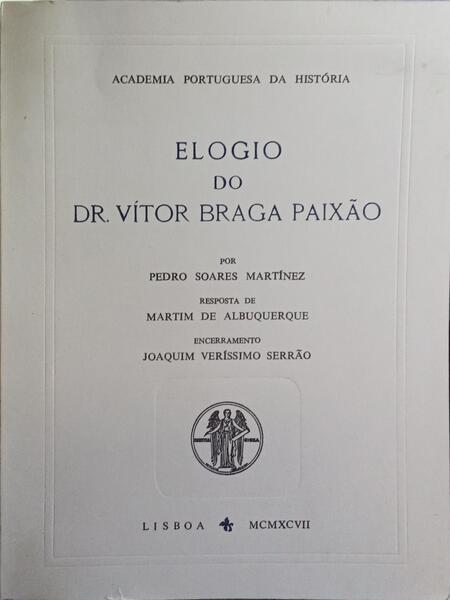 ACADEMIA PORTUGUESA DA HISTÓRIA
ELOGIO
DO
DR. VÍTOR BRAGA PAIXÃO
POR
PEDRO SOARES MARTÍNEZ
RESPOSTA DE
MARTIM DE ALBUQUERQUE
ENCERRAMENTO
JOAQUIM VERÍSSIMO SERRÃO
LISBOA MCMXCVII